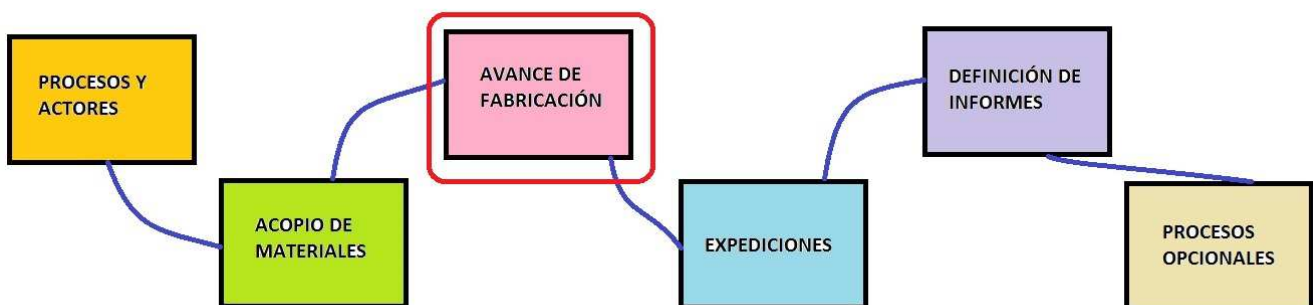 PROCESOS Y
ACTORES
ACOPIO DE
MATERIALES
AVANCE DE
FABRICACIÓN
EXPEDICIONES
DEFINICIÓN DE
INFORMES
PROCESOS
OPCIONALES